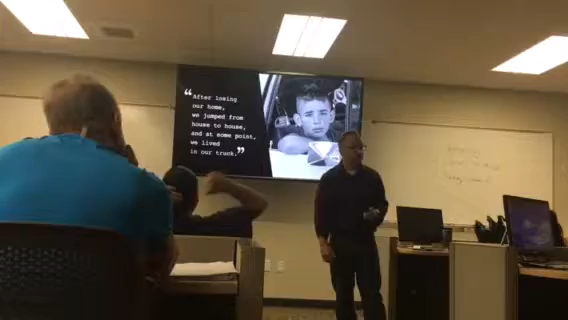 “After losing
our home,
we jumped from
house to house,
and at some point,
we lived
in our truck.”